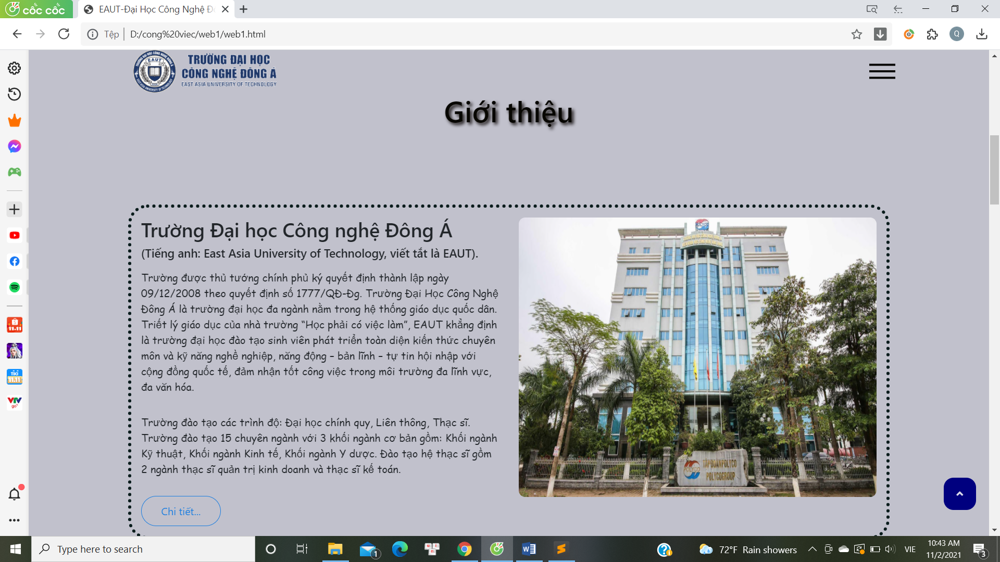 cốc cốc
EAUT-Đại Học Công Nghệ Đô
Tệp
D:/cong%20viec/web1/web1.html
Q
TRƯỜNG ĐẠI HỌC
CÔNG NGHỆ ĐÔNG Á
EAST ASIA UNIVERSITY OF TECHNOLOGY
EAUT
Giới thiệu
Trường Đại học Công nghệ Đông Á
(Tiếng anh: East Asia University of Technology, viết tắt là EAUT).
Trường được thủ tướng chính phủ ký quyết định thành lập ngày
09/12/2008 theo quyết định số 1777/QĐ-Đg. Trường Đại Học Công Nghệ
Đông Á là trường đại học đa ngành nằm trong hệ thống giáo dục quốc dân.
Triết lý giáo dục của nhà trường “Học phải có việc làm”, EAUT khẳng định
là trường đại học đào tạo sinh viên phát triển toàn diện kiến thức chuyên
môn và kỹ năng nghề nghiệp, năng động – bản lĩnh – tự tin hội nhập với
cộng đồng quốc tế, đảm nhận tốt công việc trong môi trường đa lĩnh vực,
đa văn hóa.
Trường đào tạo các trình độ: Đại học chính quy, Liên thông, Thạc sĩ.
Trường đào tạo 15 chuyên ngành với 3 khối ngành cơ bản gồm: Khối ngành
Kỹ thuật, Khối ngành Kinh tế, Khối ngành Y dược. Đào tạo hệ thạc sĩ gồm
2 ngành thạc sĩ quản trị kinh doanh và thạc sĩ kế toán.
Chi tiết...
TAPDOANPOLYCO
POLYCOGROUP
11.11
TIKI
VTV
go
Type here to search
1
72°F Rain showers
VIE
10:43 AM
11/2/2021
3